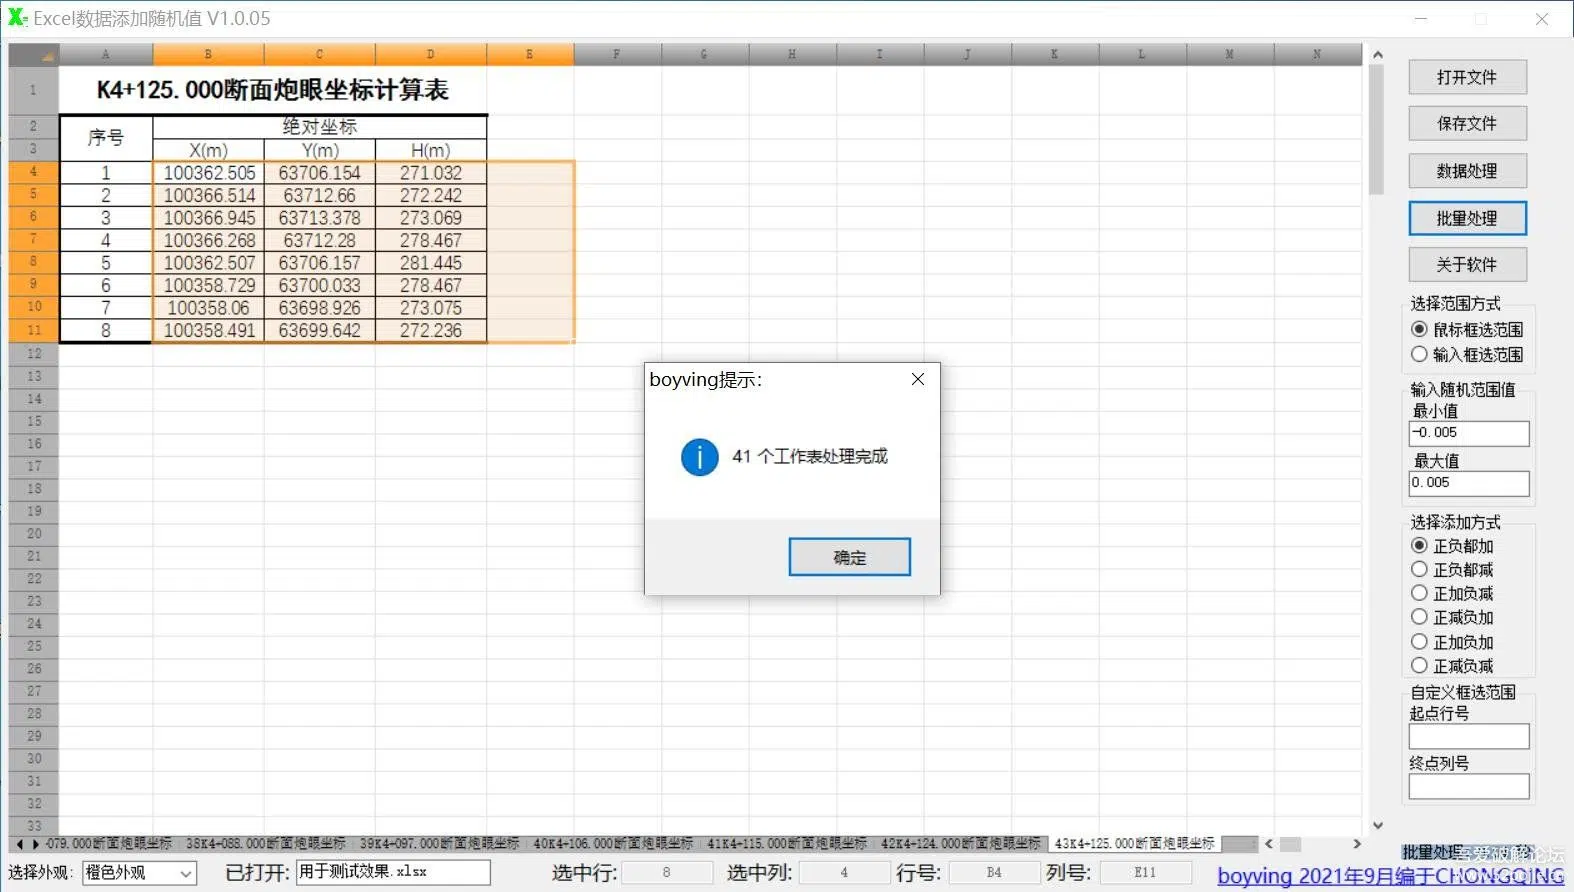 Excel数据添加随机值 V1.0.05
A B C D E F G H I J K L M N
1 K4+125.000断面炮眼坐标计算表
2 序号 绝对坐标
3 X(m) Y(m) H(m)
4 1 100362.505 63706.154 271.032
5 2 100366.514 63712.66 272.242
6 3 100366.945 63713.378 273.069
7 4 100366.268 63712.28 278.467
8 5 100362.507 63706.157 281.445
9 6 100358.729 63700.033 278.467
10 7 100358.06 63698.926 273.075
11 8 100358.491 63699.642 272.236
12
13
14
15
16
17
18
19
20
21
22
23
24
25
26
27
28
29
30
31
32
33
boyving提示:
41 个工作表处理完成
确定
打开文件
保存文件
数据处理
批量处理
关于软件
选择范围方式
鼠标框选范围
输入框选范围
输入随机范围值
最小值
-0.005
最大值
0.005
选择添加方式
正负都加
正负都减
正加负减
正减负加
正加负加
正减负减
自定义框选范围
起点行号
终点列号
079.000断面炮眼坐标 38K4+088.000断面炮眼坐标 39K4+097.000断面炮眼坐标 40K4+106.000断面炮眼坐标 41K4+115.000断面炮眼坐标 42K4+124.000断面炮眼坐标 43K4+125.000断面炮眼坐标
批量处理
吾爱破解论坛
选择外观: 橙色外观 已打开: 用于测试效果.xlsx 选中行: 8 选中列: 4 行号: B4 列号: E11
boyving 2021年9月编于CHONGQING